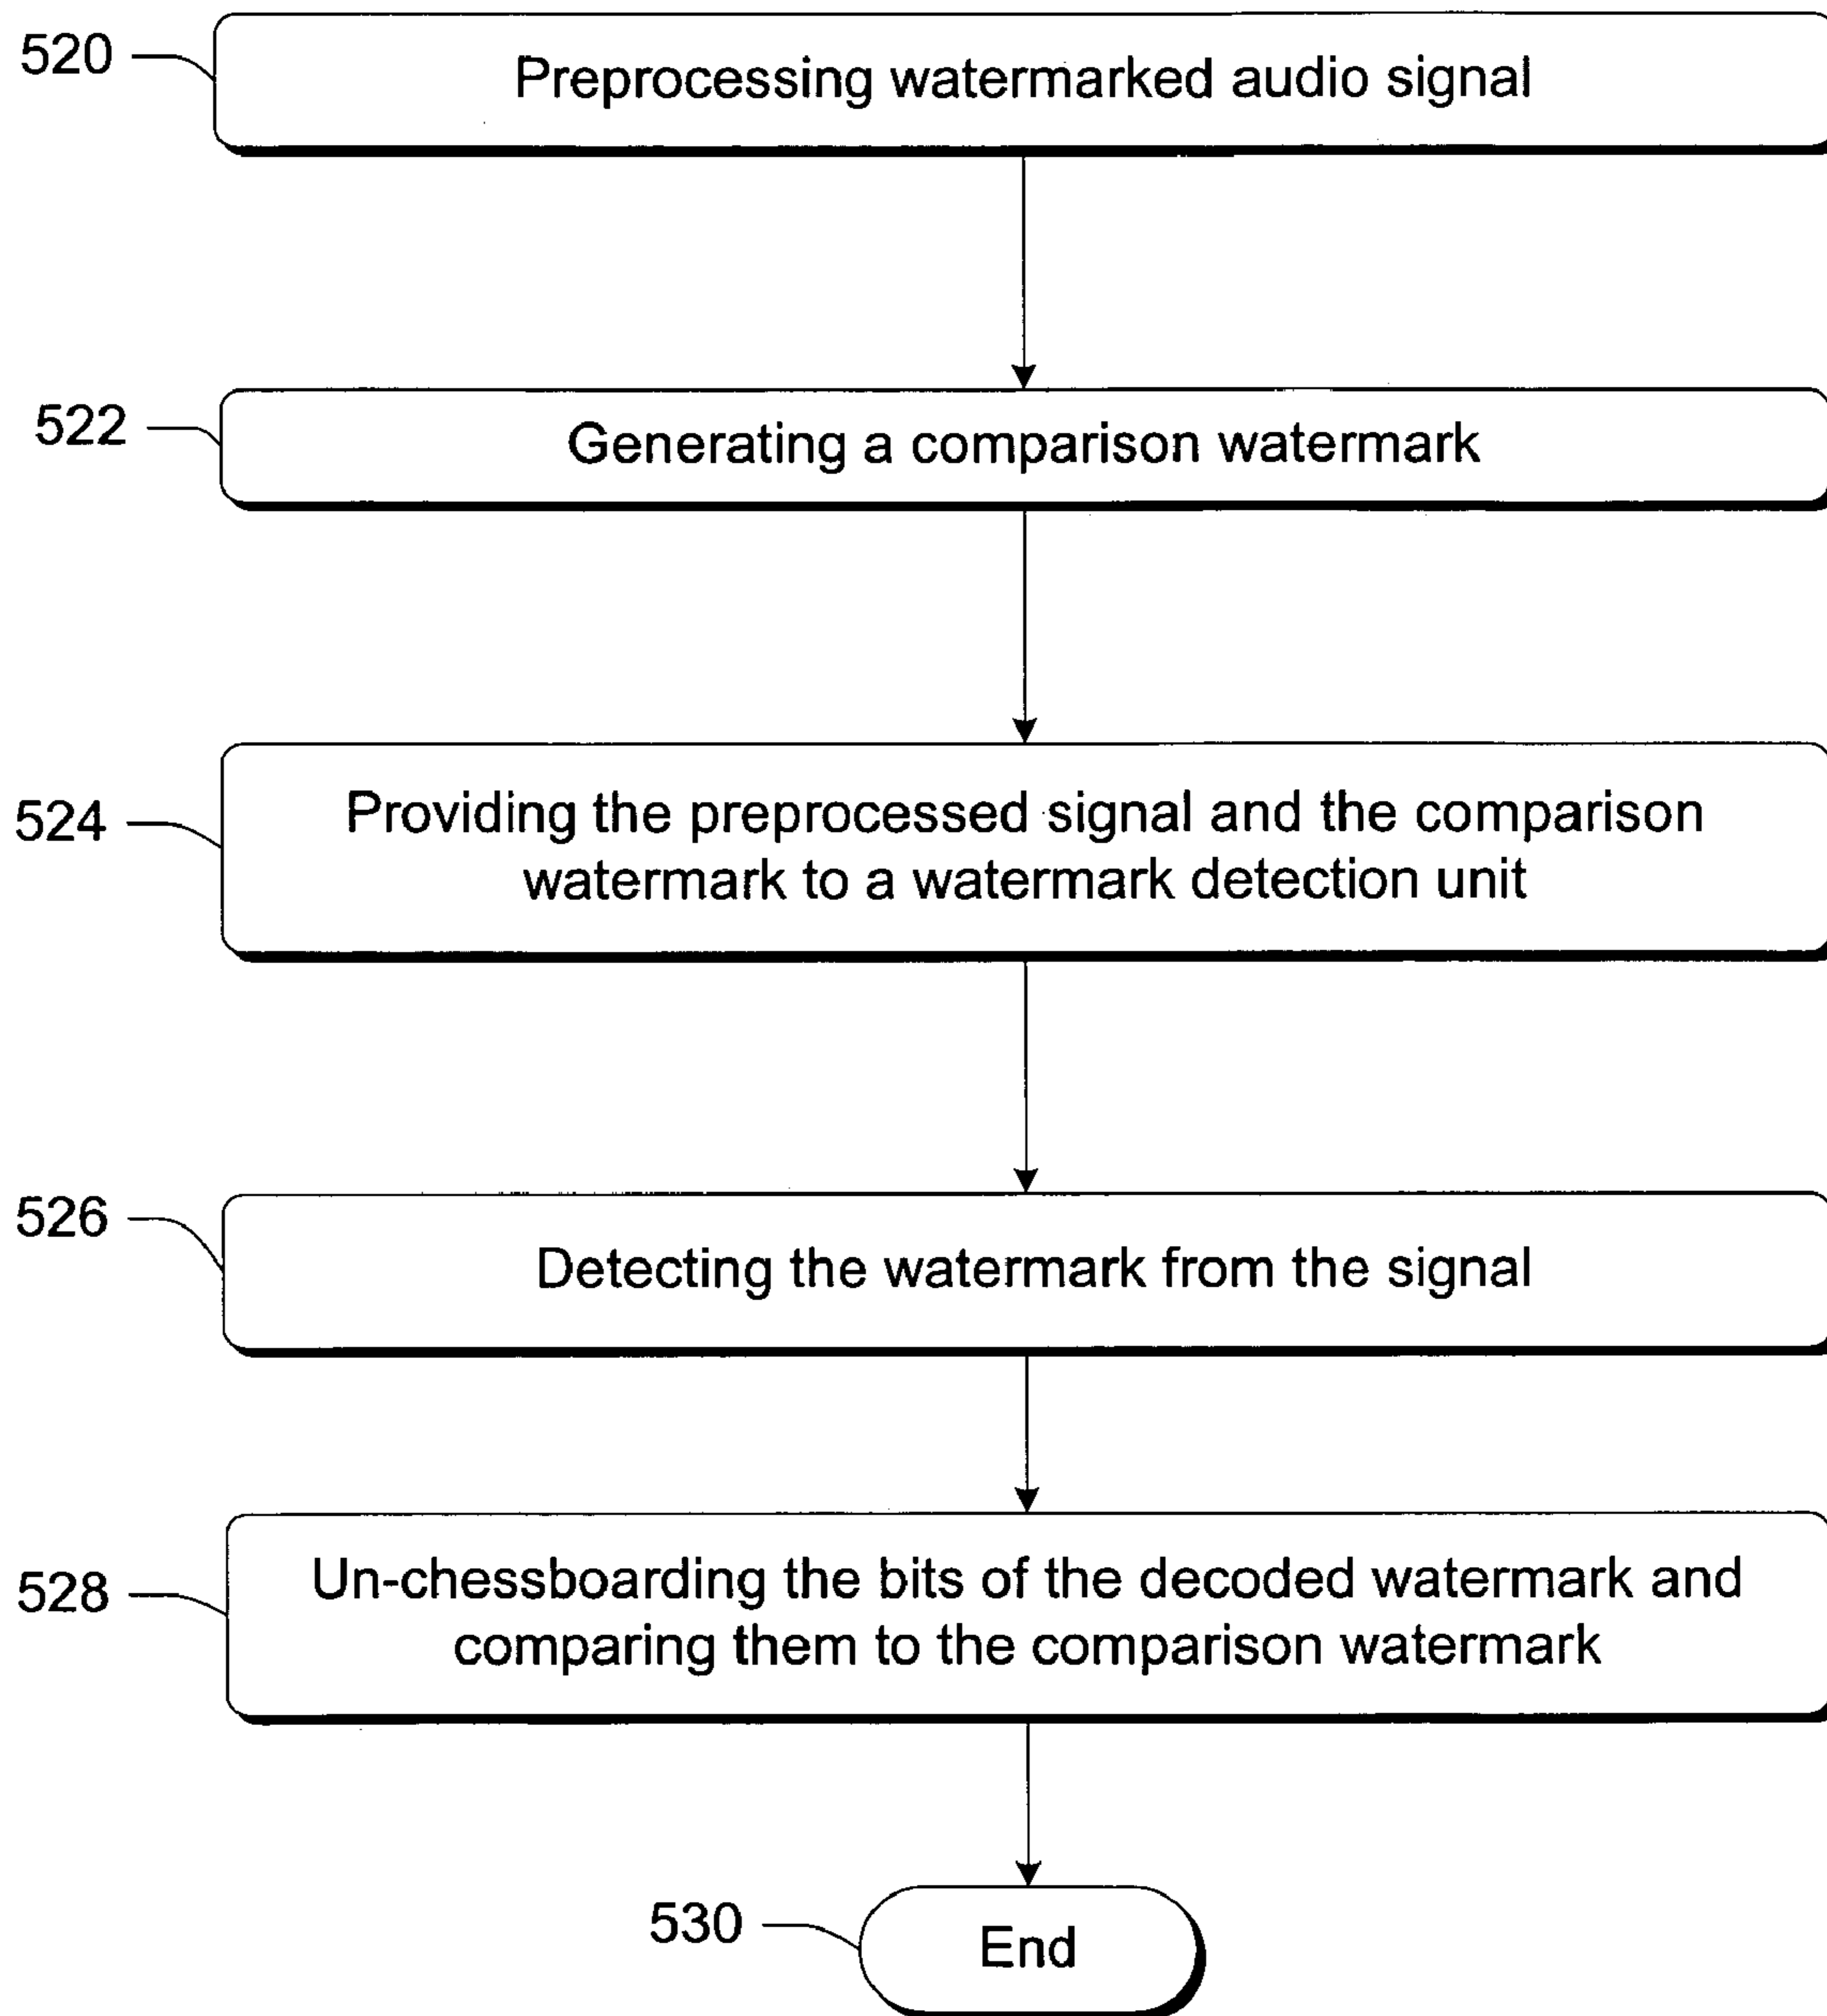 520
Preprocessing watermarked audio signal
522
Generating a comparison watermark
524
Providing the preprocessed signal and the comparison
watermark to a watermark detection unit
526
Detecting the watermark from the signal
528
Un-chessboarding the bits of the decoded watermark and
comparing them to the comparison watermark
530
End